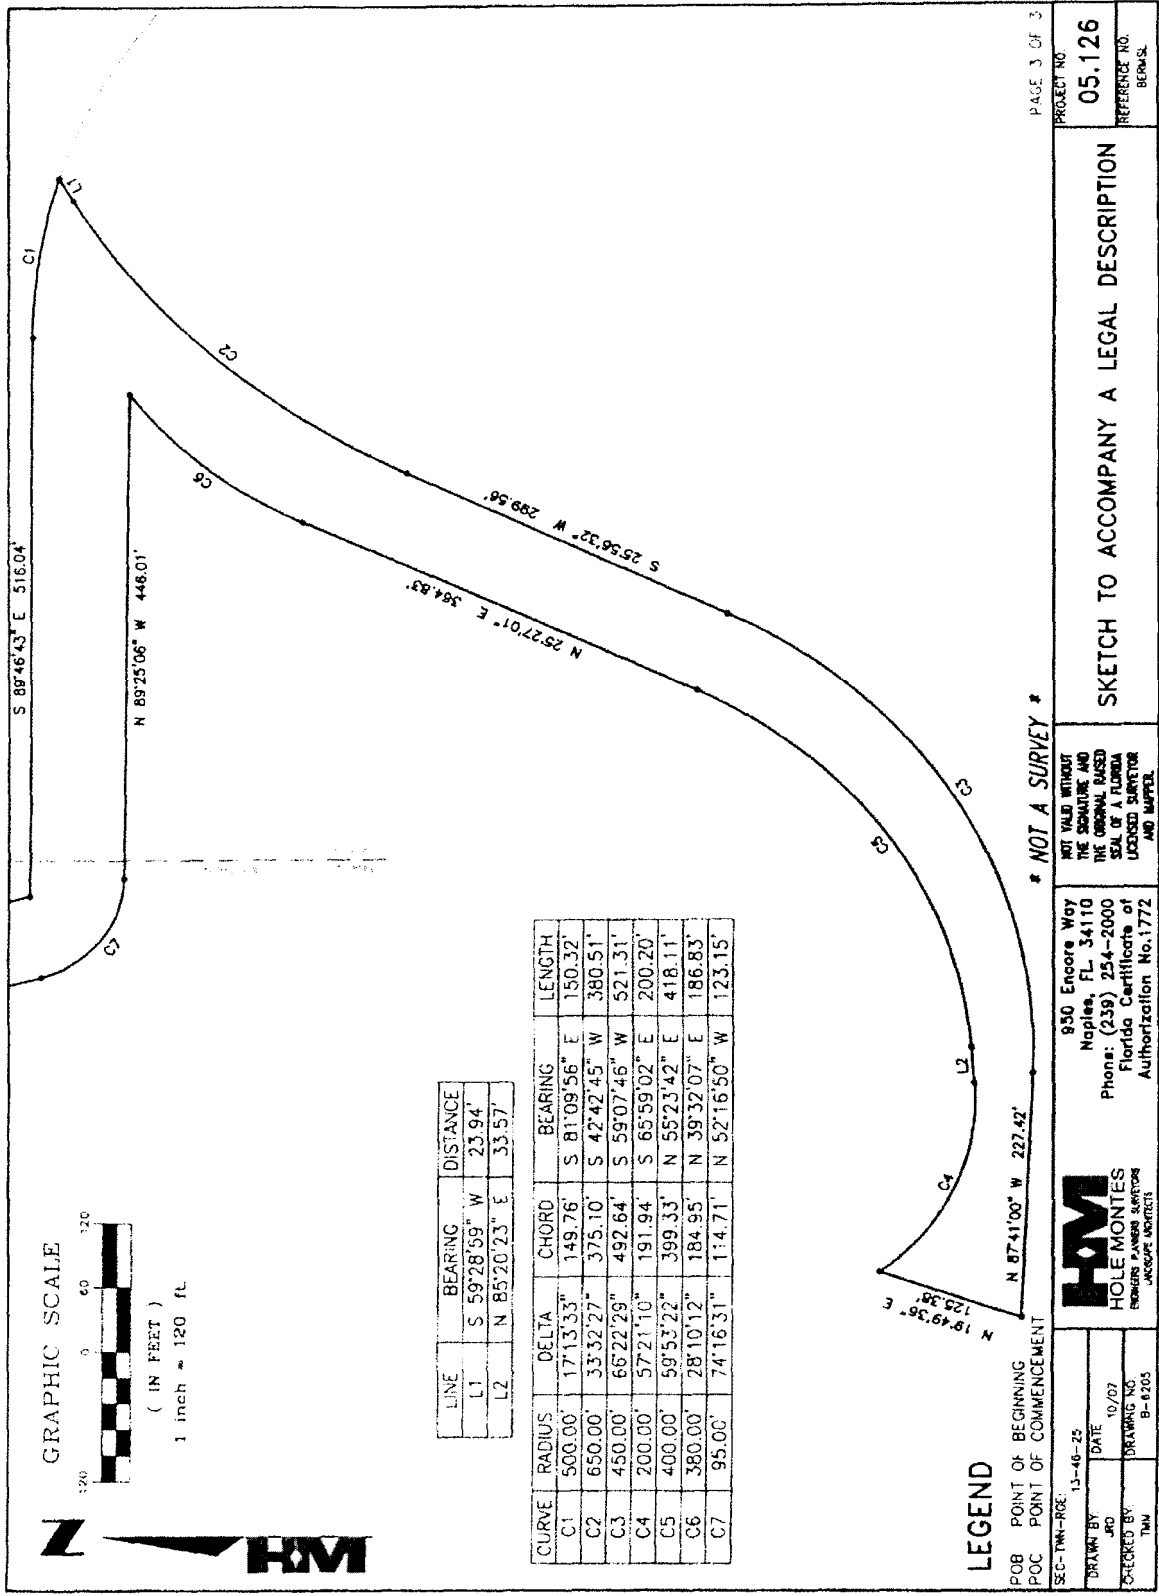 GRAPHIC SCALE
120 0 60 120
( IN FEET )
1 inch = 120 ft.
HM
S 89°46'43" E 516.04'
C1
L1
N 89°25'06" W 446.01'
C7
C6
C2
N 25°27'01" E 364.83'
S 25°56'32" W 299.56'
C5
C3
L2
C4
N 19°49'36" E
125.38'
N 87°41'00" W 227.42'
LINE BEARING DISTANCE
L1 S 59°28'59" W 23.94'
L2 N 85°20'23" E 33.57'
CURVE RADIUS DELTA CHORD BEARING LENGTH
C1 500.00' 17°13'33" 149.76' S 81°09'56" E 150.32'
C2 650.00' 33°32'27" 375.10' S 42°42'45" W 380.51'
C3 450.00' 66°22'29" 492.64' S 59°07'46" W 521.31'
C4 200.00' 57°21'10" 191.94' S 65°59'02" E 200.20'
C5 400.00' 59°53'22" 399.33' N 55°23'42" E 418.11'
C6 380.00' 28°10'12" 184.95' N 39°32'07" E 186.83'
C7 95.00' 74°16'31" 114.71' N 52°16'50" W 123.15'
LEGEND
POB POINT OF BEGINNING
POC POINT OF COMMENCEMENT
* NOT A SURVEY *
PAGE 3 OF 3
SEC-TWN-RGE:
13-46-25
DRAWN BY:
JRD
DATE
10/07
CHECKED BY:
TMM
DRAWING NO.
B-6205
HM
HOLE MONTES
ENGINEERS PLANNERS SURVEYORS
LANDSCAPE ARCHITECTS
950 Encore Way
Naples, FL. 34110
Phone: (239) 254-2000
Florida Certificate of
Authorization No.1772
NOT VALID WITHOUT
THE SIGNATURE AND
THE ORIGINAL RAISED
SEAL OF A FLORIDA
LICENSED SURVEYOR
AND MAPPER.
SKETCH TO ACCOMPANY A LEGAL DESCRIPTION
PROJECT NO.
05.126
REFERENCE NO.
BERMSL